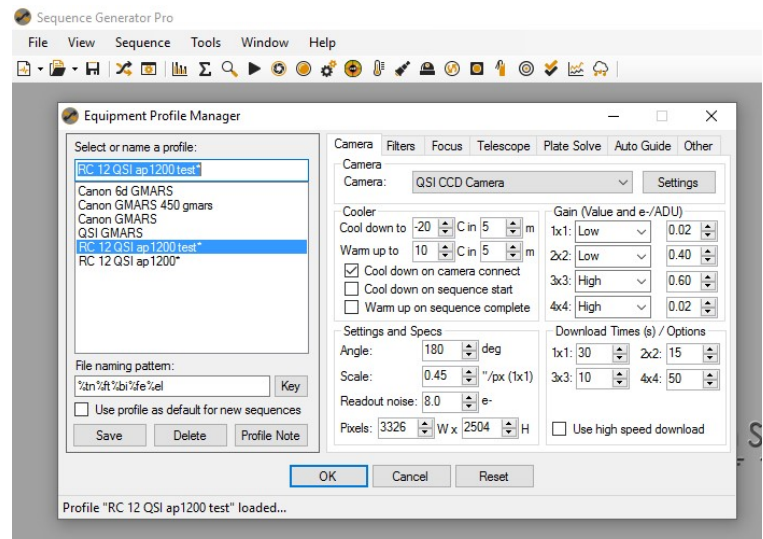 Sequence Generator Pro
File View Sequence Tools Window Help
Equipment Profile Manager
Select or name a profile:
RC 12 QSI ap1200 test*
Canon 6d GMARS
Canon GMARS 450 gmars
Canon GMARS
QSI GMARS
RC 12 QSI ap1200 test*
RC 12 QSI ap1200*
File naming pattern:
%tn%ft%bi%fe%el Key
Use profile as default for new sequences
Save Delete Profile Note
Camera Filters Focus Telescope Plate Solve Auto Guide Other
Camera
Camera: QSI CCD Camera Settings
Cooler
Cool down to -20 C in 5 m
Warm up to 10 C in 5 m
Cool down on camera connect
Cool down on sequence start
Warm up on sequence complete
Gain (Value and e-/ADU)
1x1: Low 0.02
2x2: Low 0.40
3x3: High 0.60
4x4: High 0.02
Settings and Specs
Angle: 180 deg
Scale: 0.45 "/px (1x1)
Readout noise: 8.0 e-
Pixels: 3326 W x 2504 H
Download Times (s) / Options
1x1: 30 2x2: 15
3x3: 10 4x4: 50
Use high speed download
OK Cancel Reset
Profile "RC 12 QSI ap1200 test" loaded...
S